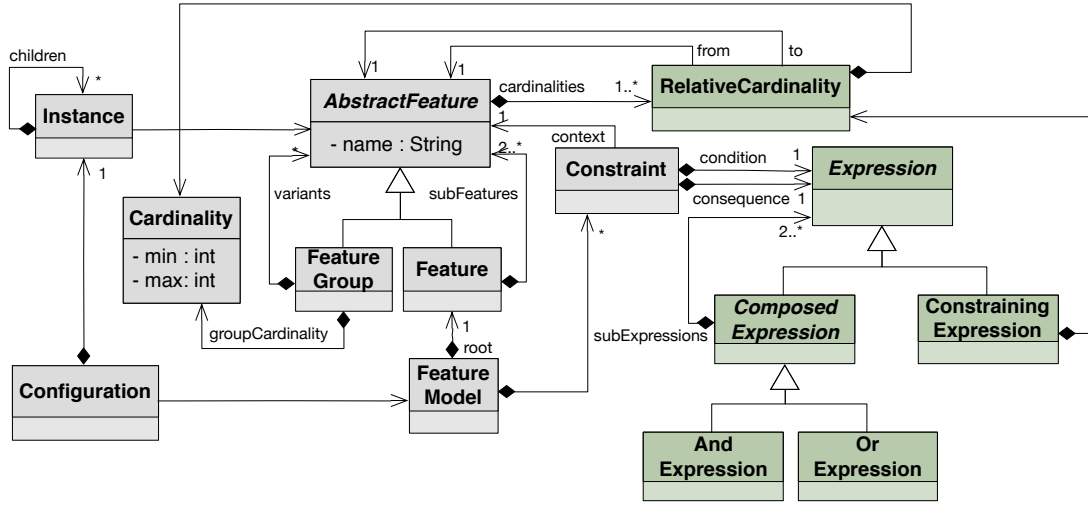 children
*
Instance
1
Configuration
Cardinality
- min : int
- max: int
groupCardinality
1
1
from
to
AbstractFeature
- name : String
cardinalities
1..*
RelativeCardinality
1
context
*
variants
2..*
subFeatures
Feature
Group
Feature
1
root
Feature
Model
Constraint
*
condition
1
consequence 1
Expression
2..*
subExpressions
Composed
Expression
Constraining
Expression
And
Expression
Or
Expression